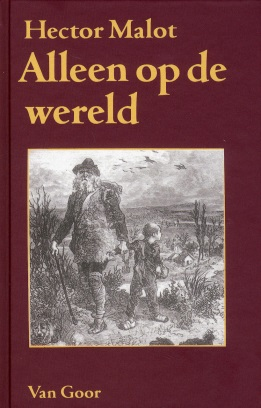 Hector Malot
Alleen op de
wereld
Van Goor